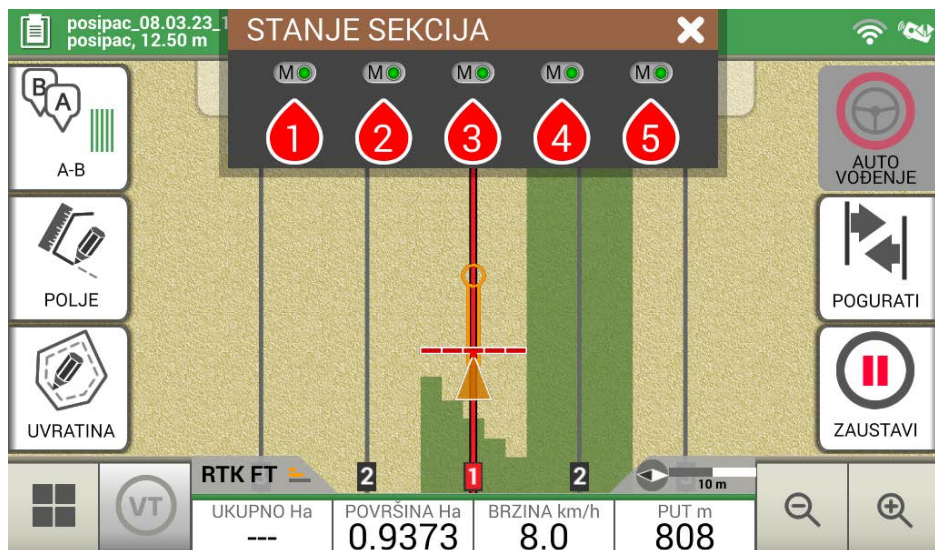 posipac_08.03.23_1
posipac, 12.50 m
STANJE SEKCIJA
M M M M M
1 2 3 4 5
B
A
A-B
AUTO
VOĐENJE
POLJE
POGURATI
UVRATINA
ZAUSTAVI
RTK FT
2 1 2
10 m
VT
UKUPNO Ha
---
POVRŠINA Ha
0.9373
BRZINA km/h
8.0
PUT m
808